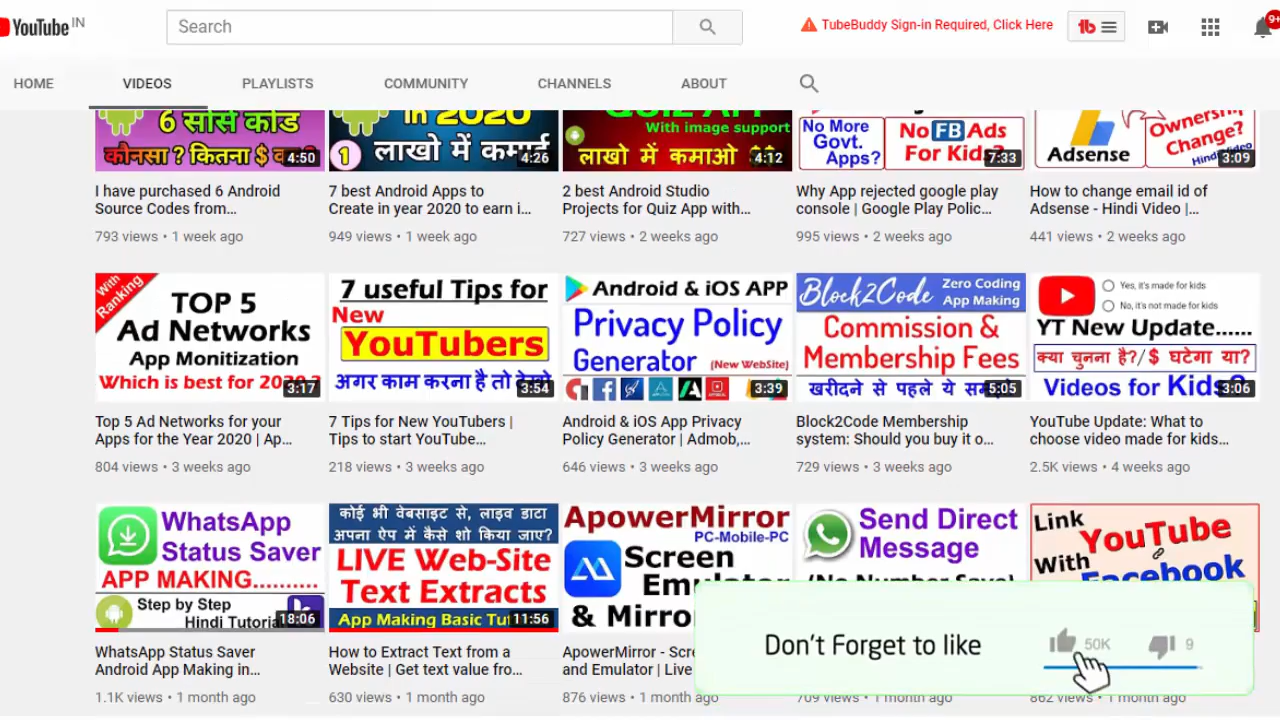 YouTube IN
Search
TubeBuddy Sign-in Required, Click Here
tb
9+
HOME
VIDEOS
PLAYLISTS
COMMUNITY
CHANNELS
ABOUT
6 सोर्स कोड
कौनसा ? कितना $
4:50
in 2020
1 लाखो में कमाई
4:26
QUIZ APP
With image support
लाखो में कमाओ
4:12
No More
Govt.
Apps?
No FB Ads
For Kids?
7:33
Adsense
Ownership
Change?
Hindi
3:09
I have purchased 6 Android
Source Codes from...
793 views • 1 week ago
7 best Android Apps to
Create in year 2020 to earn i...
949 views • 1 week ago
2 best Android Studio
Projects for Quiz App with...
727 views • 2 weeks ago
Why App rejected google play
console | Google Play Polic...
995 views • 2 weeks ago
How to change email id of
Adsense - Hindi Video |...
441 views • 2 weeks ago
With
Ranking
TOP 5
Ad Networks
App Monitization
Which is best for 2020?
3:17
7 useful Tips for
New
YouTubers
अगर काम करना है तो देखो
3:54
Android & iOS APP
Privacy Policy
Generator (New WebSite)
3:39
Block2Code Zero Coding
App Making
Commission &
Membership Fees
खरीदने से पहले ये
5:05
Yes, it's made for kids
No, it's not made for kids
YT New Update......
क्या चुनना है?/$ घटेगा या?
Videos for Kids?
3:06
Top 5 Ad Networks for your
Apps for the Year 2020 | Ap...
804 views • 3 weeks ago
7 Tips for New YouTubers |
Tips to start YouTube...
218 views • 3 weeks ago
Android & iOS App Privacy
Policy Generator | Admob,...
646 views • 3 weeks ago
Block2Code Membership
system: Should you buy it o...
729 views • 3 weeks ago
YouTube Update: What to
choose video made for kids...
2.5K views • 4 weeks ago
WhatsApp
Status Saver
APP MAKING..........
Step by Step
Hindi Tutorial
18:06
कोई भी वेबसाइट से, लाइव डाटा
अपना ऐप में कैसे शो किया जाए?
LIVE Web-Site
Text Extracts
App Making Basic Tu
11:56
ApowerMirror
PC-Mobile-PC
Screen
Emulator
& Mirro
Send Direct
Message
(No Number Save)
Link
YouTube
With
Facebook
WhatsApp Status Saver
Android App Making in...
1.1K views • 1 month ago
How to Extract Text from a
Website | Get text value fro...
630 views • 1 month ago
ApowerMirror - Scre
and Emulator | Live
876 views • 1 month ago
709 views • 1 month ago
862 views • 1 month ago
Don't Forget to like
50K
9